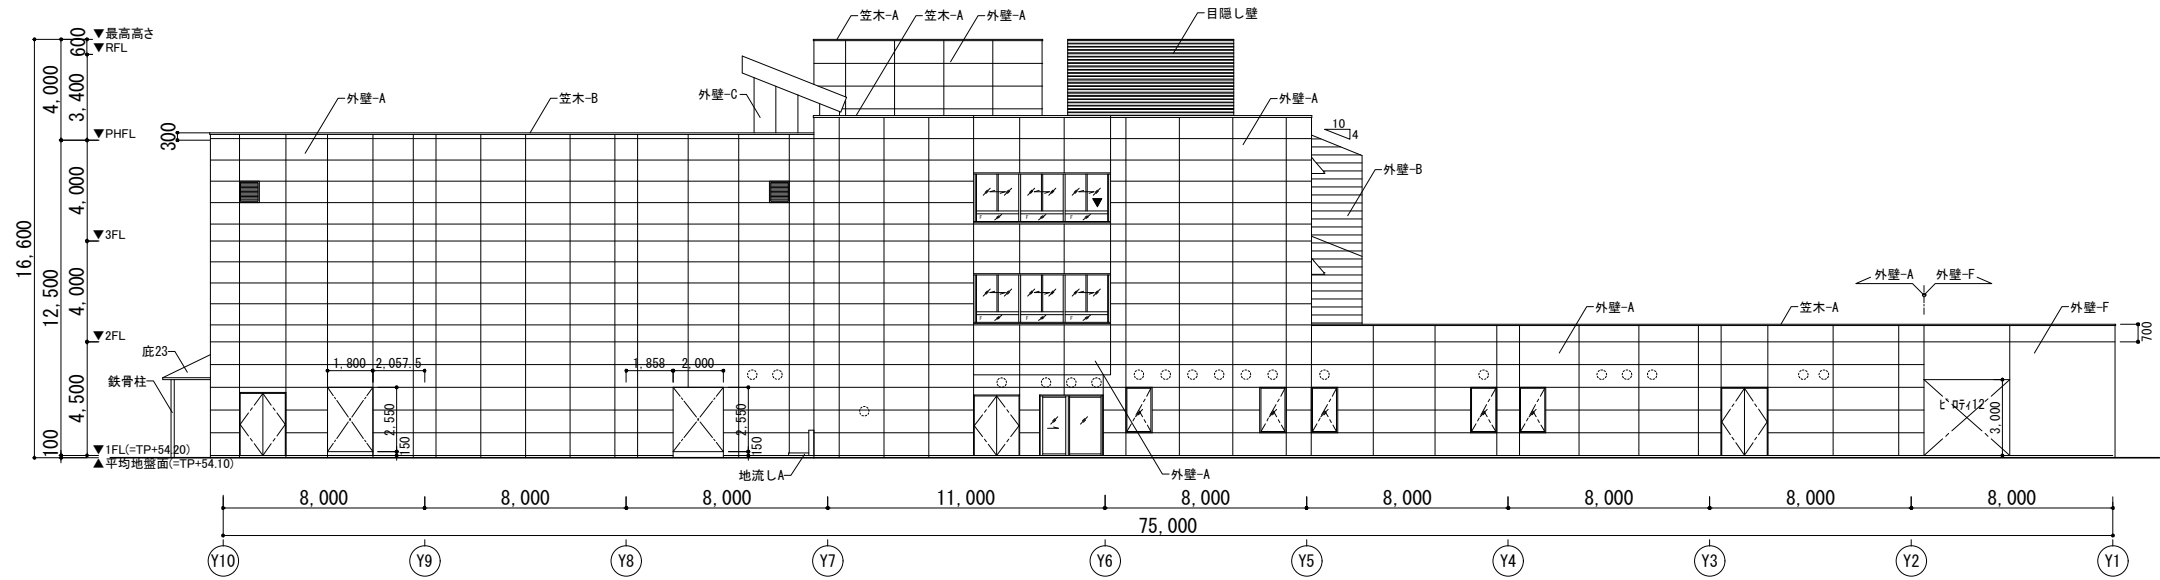 笠木-A
笠木-A
外壁-A
目隠し壁
▼最高高さ
▼RFL
600
4,000
3,400
外壁-A
笠木-B
外壁-C
外壁-A
10
4
▼PHFL
300
外壁-B
4,000
16,600
▼3FL
12,500
4,000
外壁-A
外壁-F
外壁-A
笠木-A
外壁-F
▼2FL
700
庇23
鉄骨柱
1,800
2,057.5
1,858
2,000
4,500
2,550
150
2,550
150
ピロティ12
3,000
100
▼1FL(=TP+54.20)
▲平均地盤面(=TP+54.10)
地流しA
外壁-A
8,000
8,000
8,000
11,000
8,000
8,000
8,000
8,000
8,000
75,000
Y10
Y9
Y8
Y7
Y6
Y5
Y4
Y3
Y2
Y1